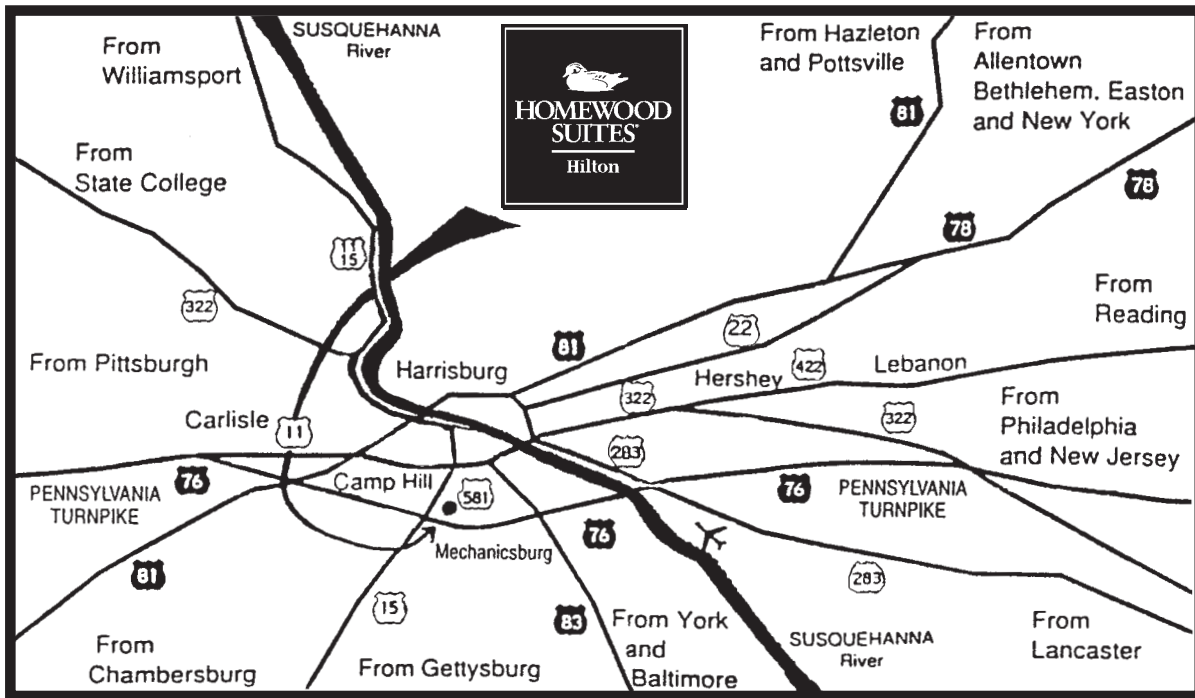 From
Williamsport
SUSQUEHANNA
River
HOMEWOOD
SUITES®
Hilton
From Hazleton
and Pottsville
From
Allentown
Bethlehem, Easton
and New York
81
78
78
From
State College
11
15
322
22
From
Reading
From Pittsburgh
Harrisburg
81
Hershey
422
Lebanon
322
322
From
Philadelphia
and New Jersey
Carlisle
11
283
76
PENNSYLVANIA
TURNPIKE
Camp Hill
581
76
PENNSYLVANIA
TURNPIKE
Mechanicsburg
76
81
15
83
283
From
Chambersburg
From Gettysburg
From York
and
Baltimore
SUSQUEHANNA
River
From
Lancaster